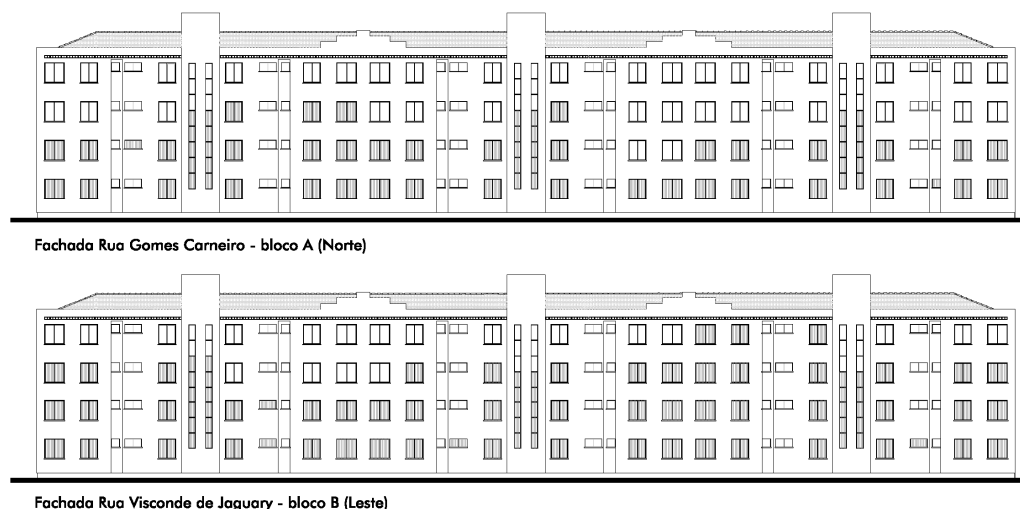 Fachada Rua Gomes Carneiro - bloco A (Norte)
Fachada Rua Visconde de Jaguary - bloco B (Leste)